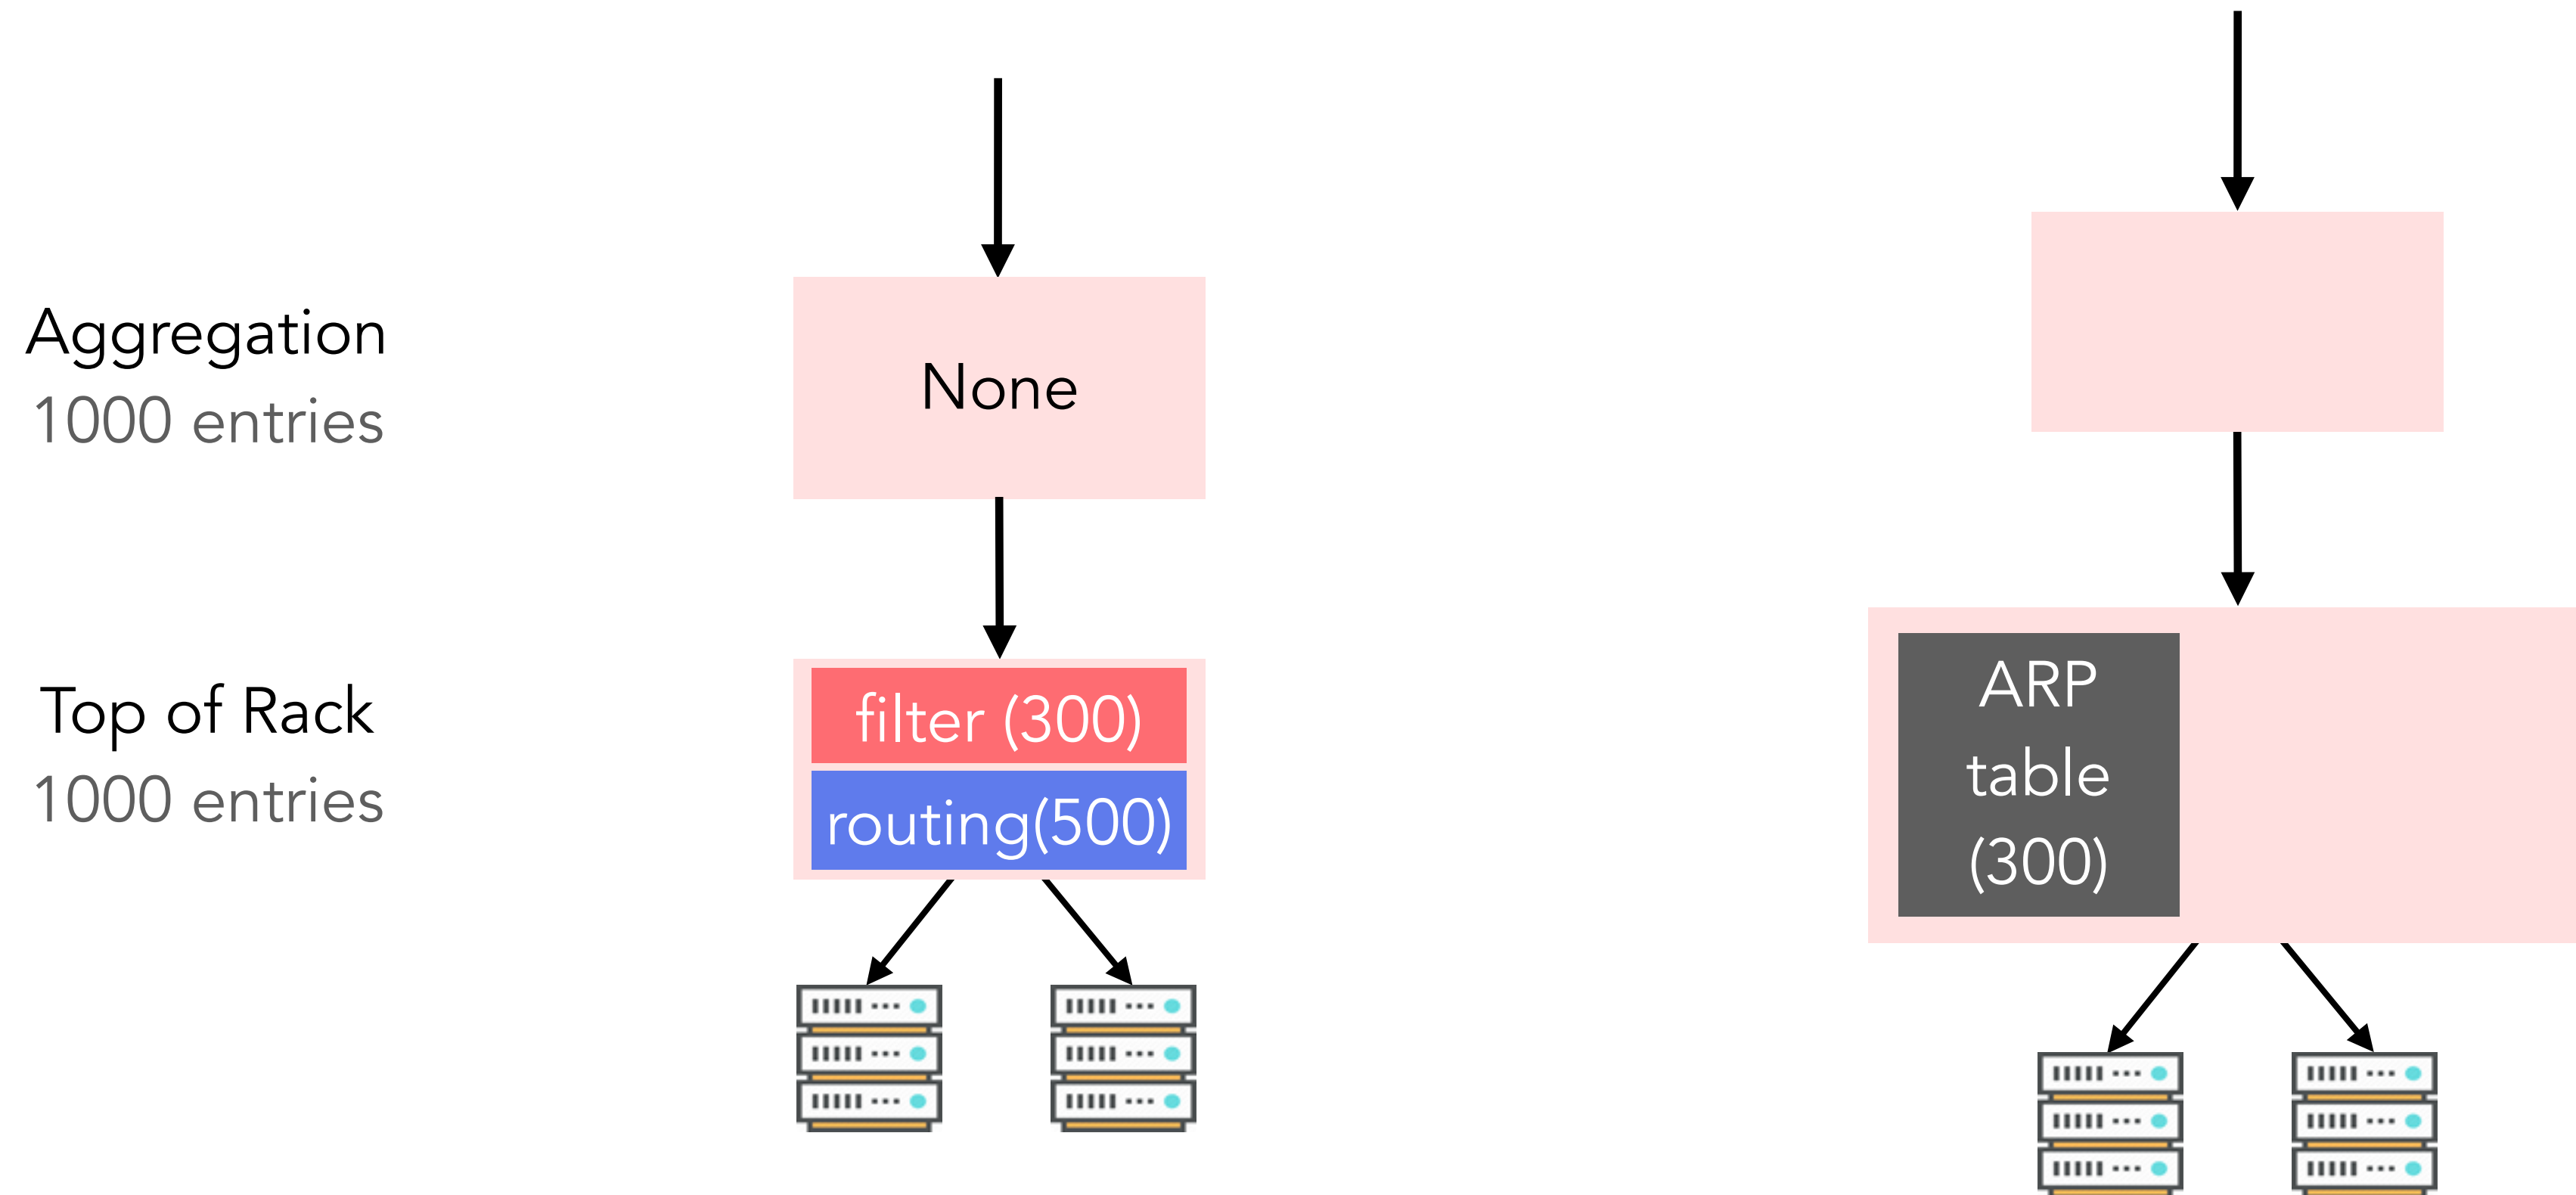 Aggregation
1000 entries
None
Top of Rack
1000 entries
filter (300)
routing(500)
ARP
table
(300)